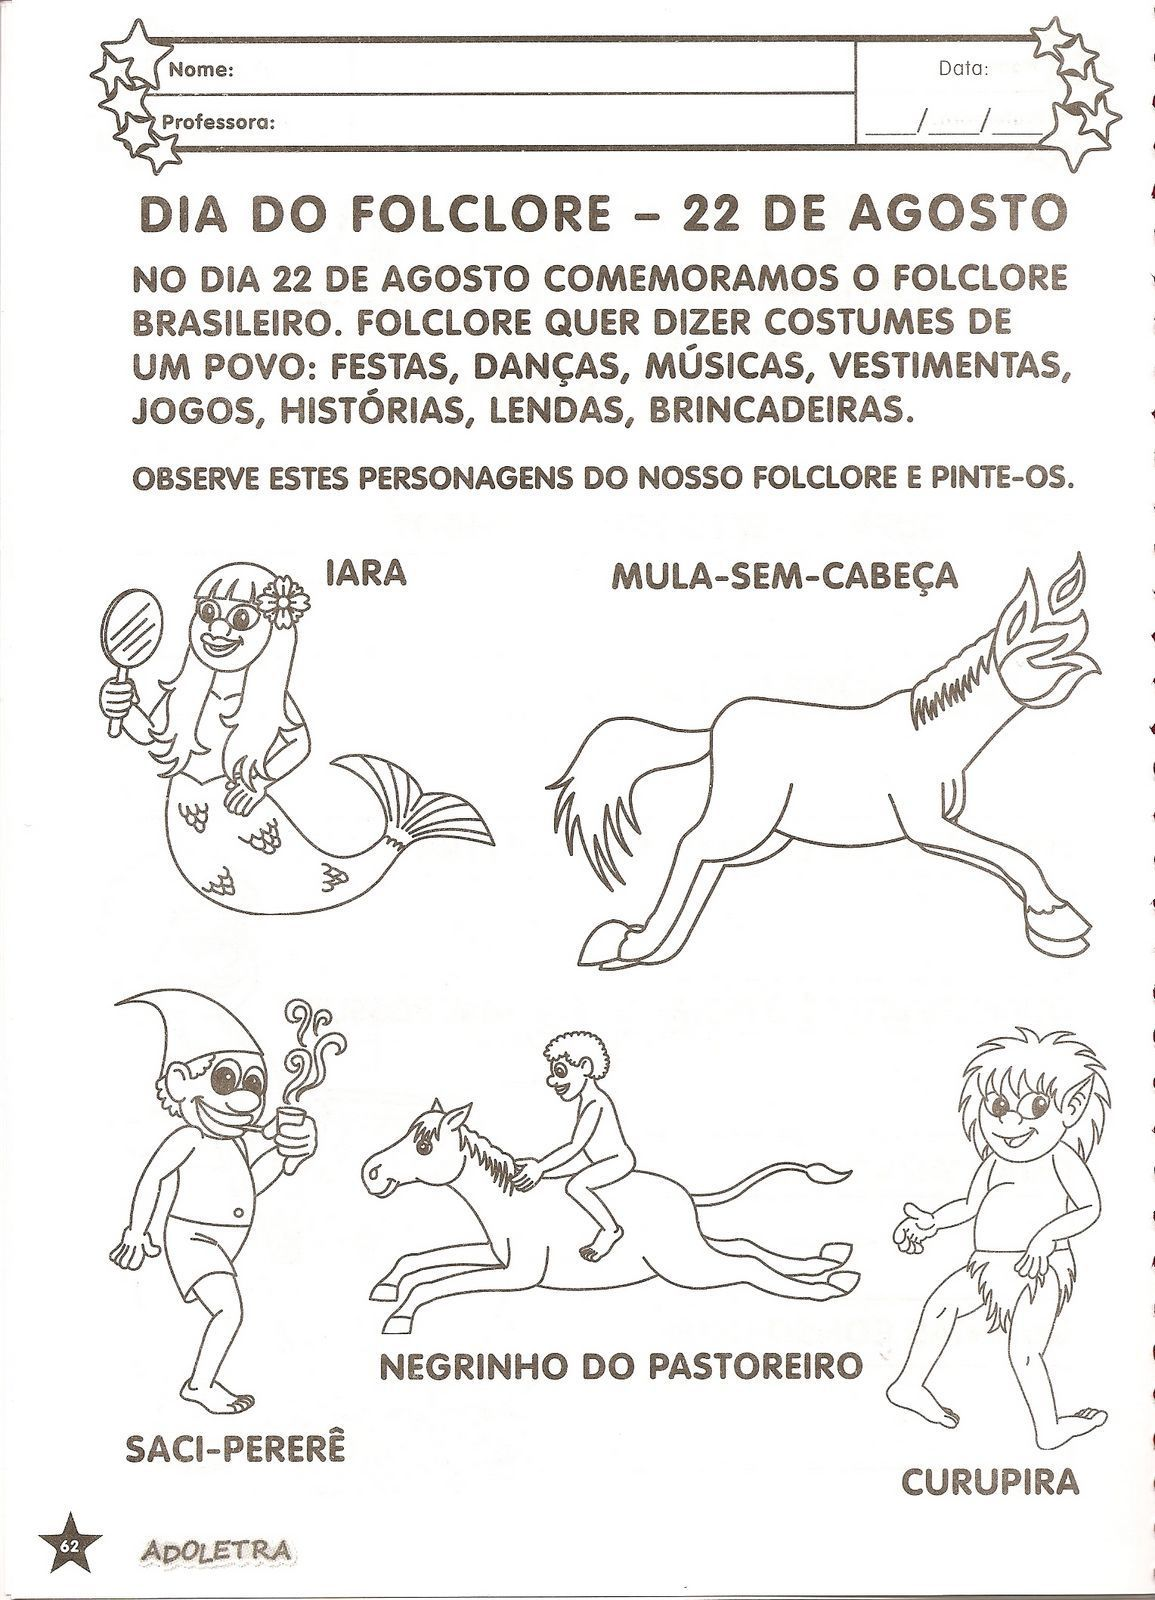 Nome:
Data:
Professora:
___/___/___
DIA DO FOLCLORE – 22 DE AGOSTO
NO DIA 22 DE AGOSTO COMEMORAMOS O FOLCLORE
BRASILEIRO. FOLCLORE QUER DIZER COSTUMES DE
UM POVO: FESTAS, DANÇAS, MÚSICAS, VESTIMENTAS,
JOGOS, HISTÓRIAS, LENDAS, BRINCADEIRAS.
OBSERVE ESTES PERSONAGENS DO NOSSO FOLCLORE E PINTE-OS.
IARA
MULA-SEM-CABEÇA
NEGRINHO DO PASTOREIRO
SACI-PERERÊ
CURUPIRA
62
ADOLETRA